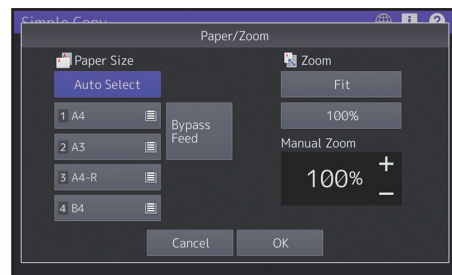 Simple Copy
Paper/Zoom
Paper Size
Auto Select
1 A4
2 A3
3 A4-R
4 B4
Bypass
Feed
Zoom
Fit
100%
Manual Zoom
100%
+
−
Cancel
OK